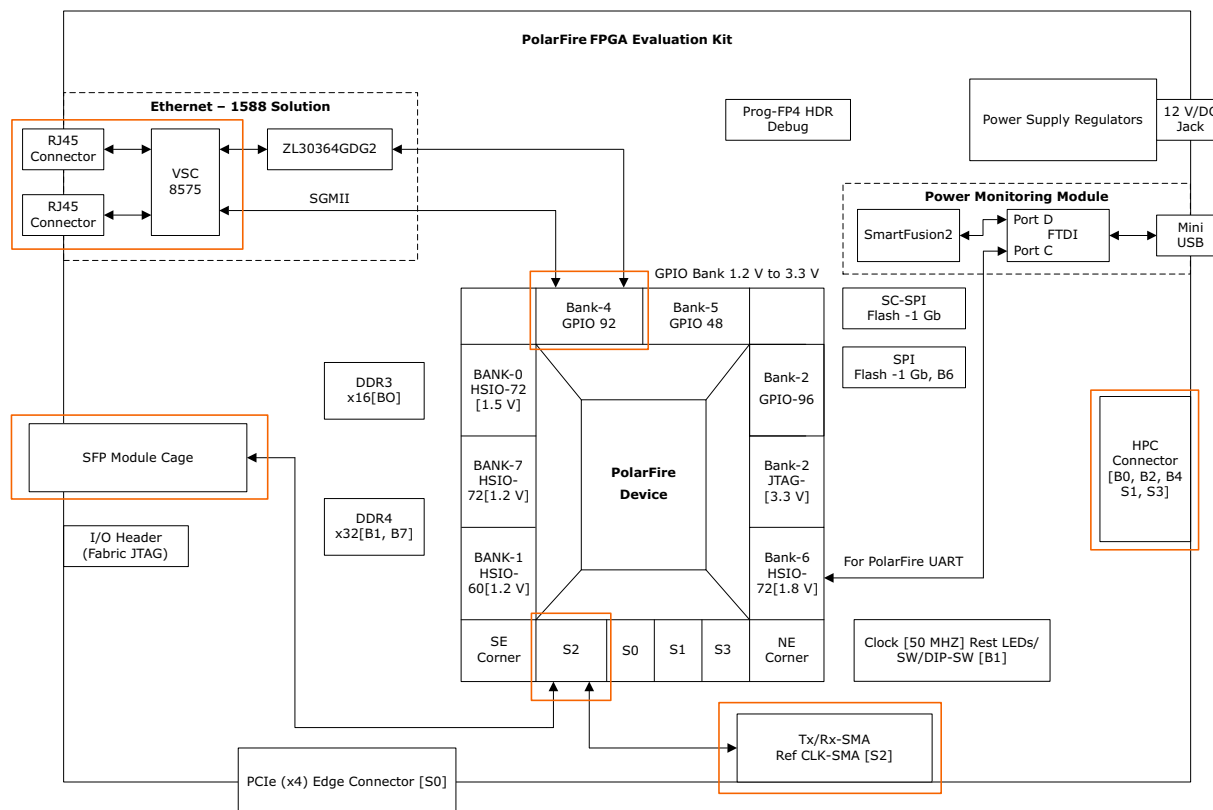 PolarFire FPGA Evaluation Kit
Ethernet – 1588 Solution
RJ45
Connector
RJ45
Connector
VSC
8575
ZL30364GDG2
SGMII
Prog-FP4 HDR
Debug
Power Supply Regulators
12 V/DC
Jack
Power Monitoring Module
SmartFusion2
Port D
FTDI
Port C
Mini
USB
GPIO Bank 1.2 V to 3.3 V
Bank-4
GPIO 92
Bank-5
GPIO 48
SC-SPI
Flash -1 Gb
SPI
Flash -1 Gb, B6
DDR3
x16[BO]
BANK-0
HSIO-72
[1.5 V]
Bank-2
GPIO-96
SFP Module Cage
BANK-7
HSIO-
72[1.2 V]
PolarFire
Device
Bank-2
JTAG-
[3.3 V]
HPC
Connector
[B0, B2, B4
S1, S3]
I/O Header
(Fabric JTAG)
DDR4
x32[B1, B7]
BANK-1
HSIO-
60[1.2 V]
Bank-6
HSIO-
72[1.8 V]
For PolarFire UART
SE
Corner
S2
S0
S1
S3
NE
Corner
Clock [50 MHZ] Rest LEDs/
SW/DIP-SW [B1]
Tx/Rx-SMA
Ref CLK-SMA [S2]
PCIe (x4) Edge Connector [S0]